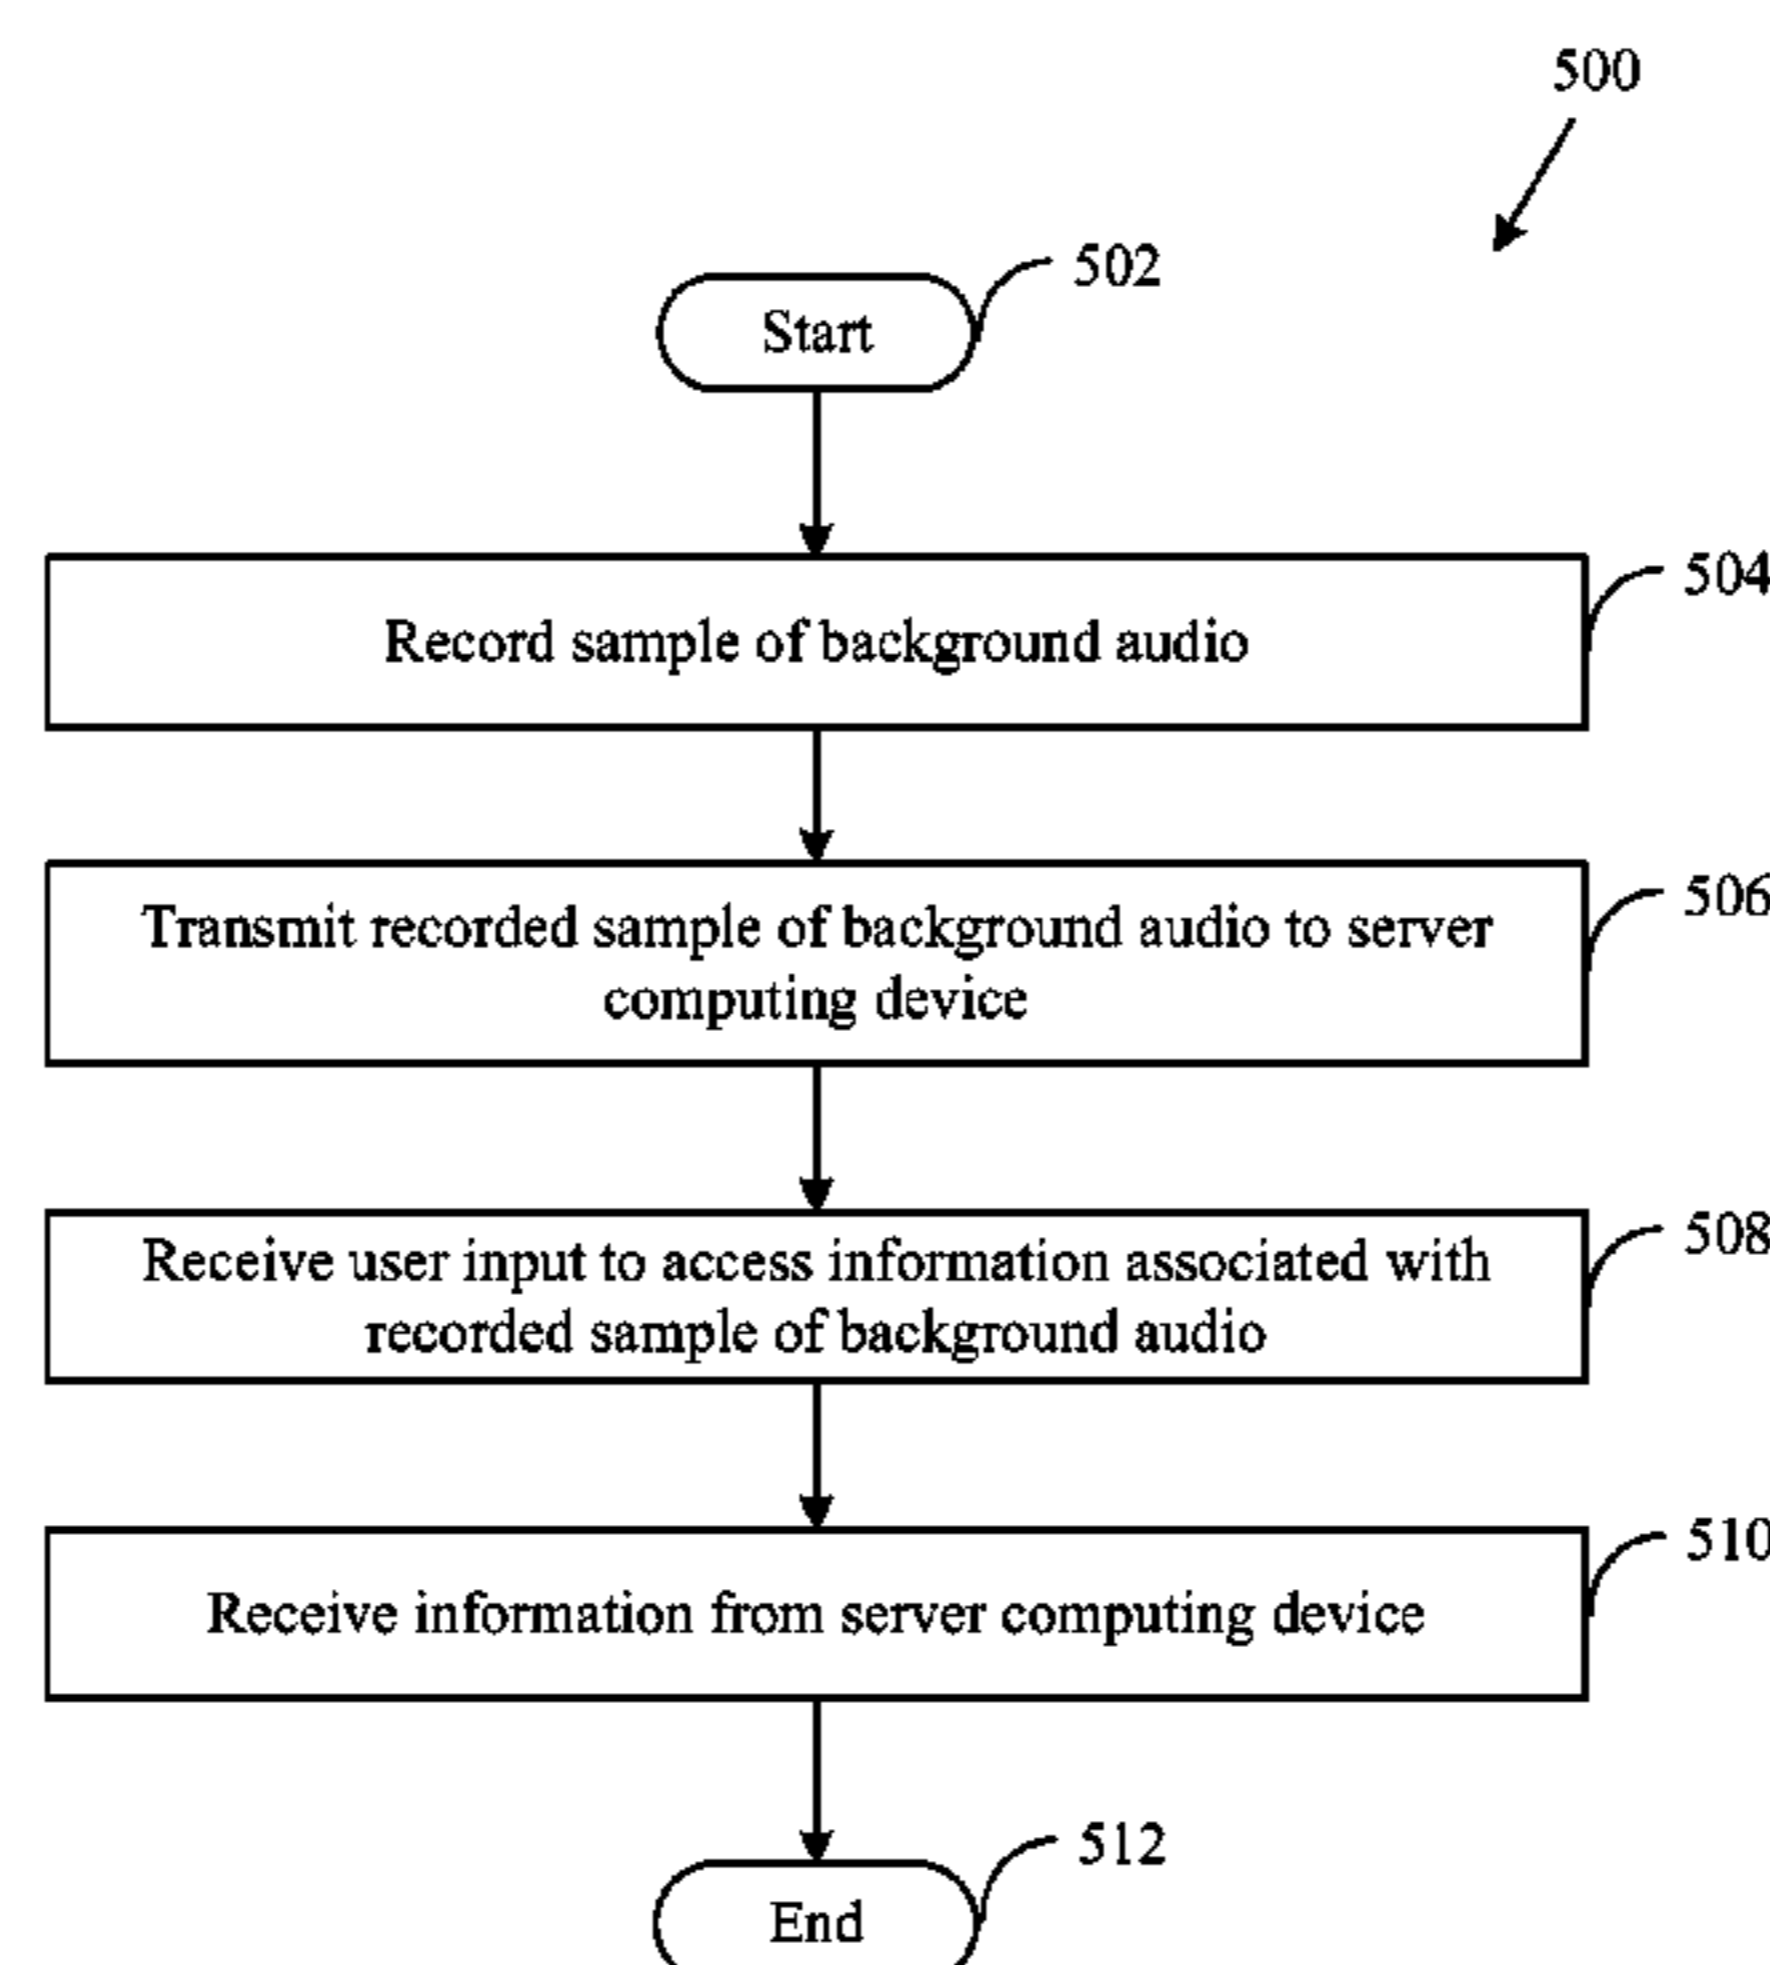 500
502
Start
504
Record sample of background audio
506
Transmit recorded sample of background audio to server
computing device
508
Receive user input to access information associated with
recorded sample of background audio
510
Receive information from server computing device
512
End